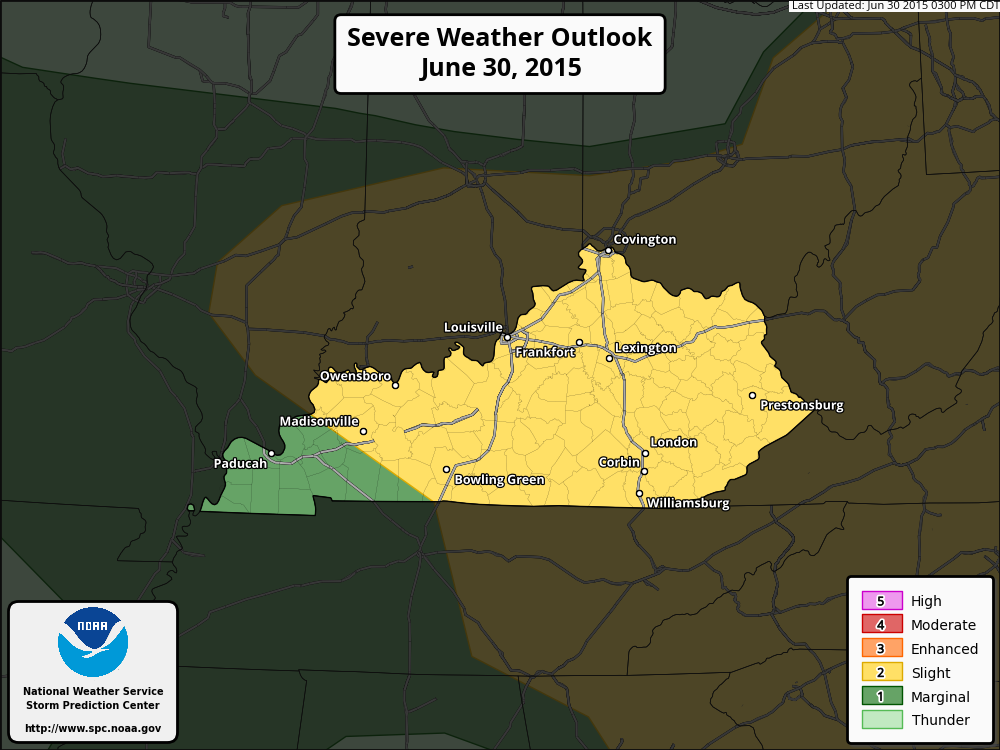 Last Updated: Jun 30 2015 0300 PM CDT
Severe Weather Outlook
June 30, 2015
Covington
Louisville
Frankfort
Lexington
Owensboro
Prestonsburg
Madisonville
London
Paducah
Corbin
Bowling Green
Williamsburg
5 High
4 Moderate
3 Enhanced
2 Slight
1 Marginal
Thunder
NOAA
National Weather Service
Storm Prediction Center
http://www.spc.noaa.gov